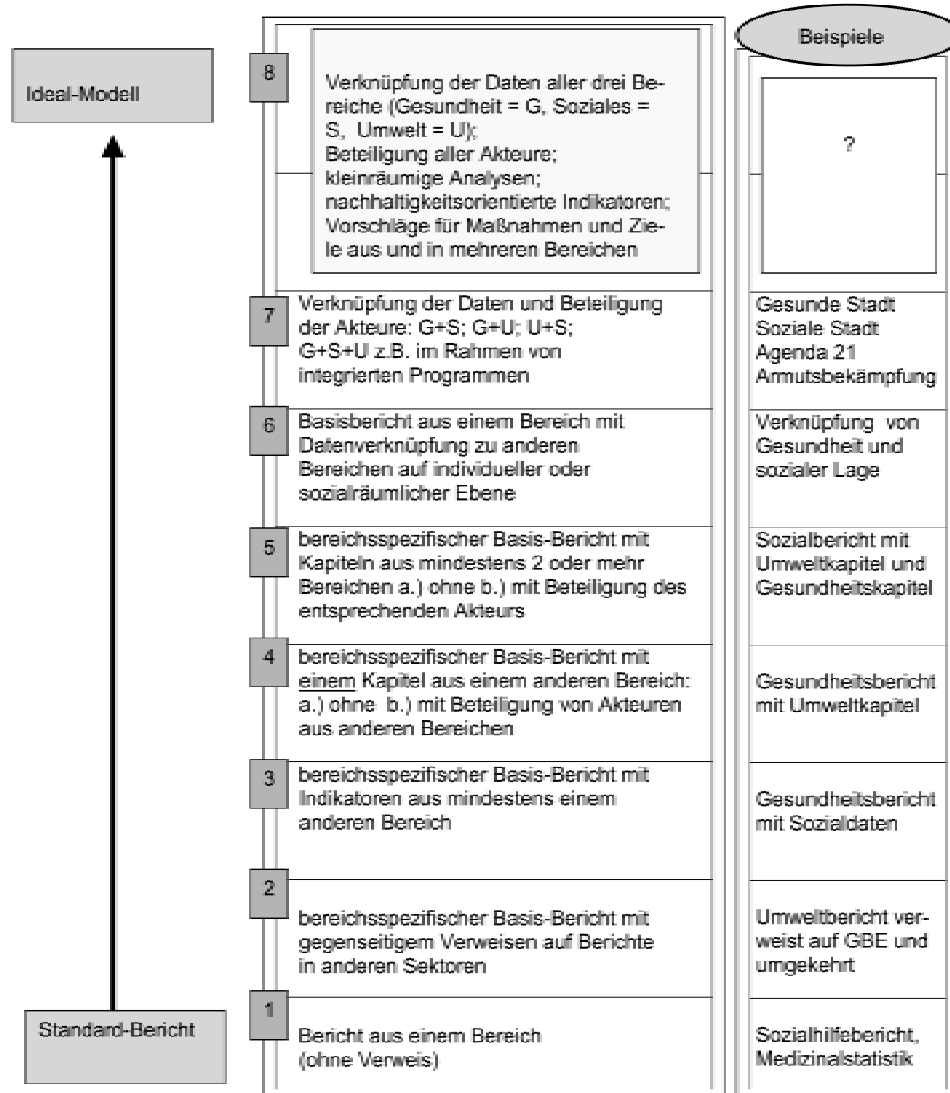 Beispiele
Ideal-Modell
8
Verknüpfung der Daten aller drei Be-
reiche (Gesundheit = G, Soziales =
S, Umwelt = U);
Beteiligung aller Akteure;
kleinräumige Analysen;
nachhaltigkeitsorientierte Indikatoren;
Vorschläge für Maßnahmen und Zie-
le aus und in mehreren Bereichen
?
7
Verknüpfung der Daten und Beteiligung
der Akteure: G+S; G+U; U+S;
G+S+U z.B. im Rahmen von
integrierten Programmen
Gesunde Stadt
Soziale Stadt
Agenda 21
Armutsbekämpfung
6
Basisbericht aus einem Bereich mit
Datenverknüpfung zu anderen
Bereichen auf individueller oder
sozialräumlicher Ebene
Verknüpfung von
Gesundheit und
sozialer Lage
5
bereichsspezifischer Basis-Bericht mit
Kapiteln aus mindestens 2 oder mehr
Bereichen a.) ohne b.) mit Beteiligung des
entsprechenden Akteurs
Sozialbericht mit
Umweltkapitel und
Gesundheitskapitel
4
bereichsspezifischer Basis-Bericht mit
einem Kapitel aus einem anderen Bereich:
a.) ohne b.) mit Beteiligung von Akteuren
aus anderen Bereichen
Gesundheitsbericht
mit Umweltkapitel
3
bereichsspezifischer Basis-Bericht mit
Indikatoren aus mindestens einem
anderen Bereich
Gesundheitsbericht
mit Sozialdaten
2
bereichsspezifischer Basis-Bericht mit
gegenseitigem Verweisen auf Berichte
in anderen Sektoren
Umweltbericht ver-
weist auf GBE und
umgekehrt
1
Standard-Bericht
Bericht aus einem Bereich
(ohne Verweis)
Sozialhilfebericht,
Medizinalstatistik